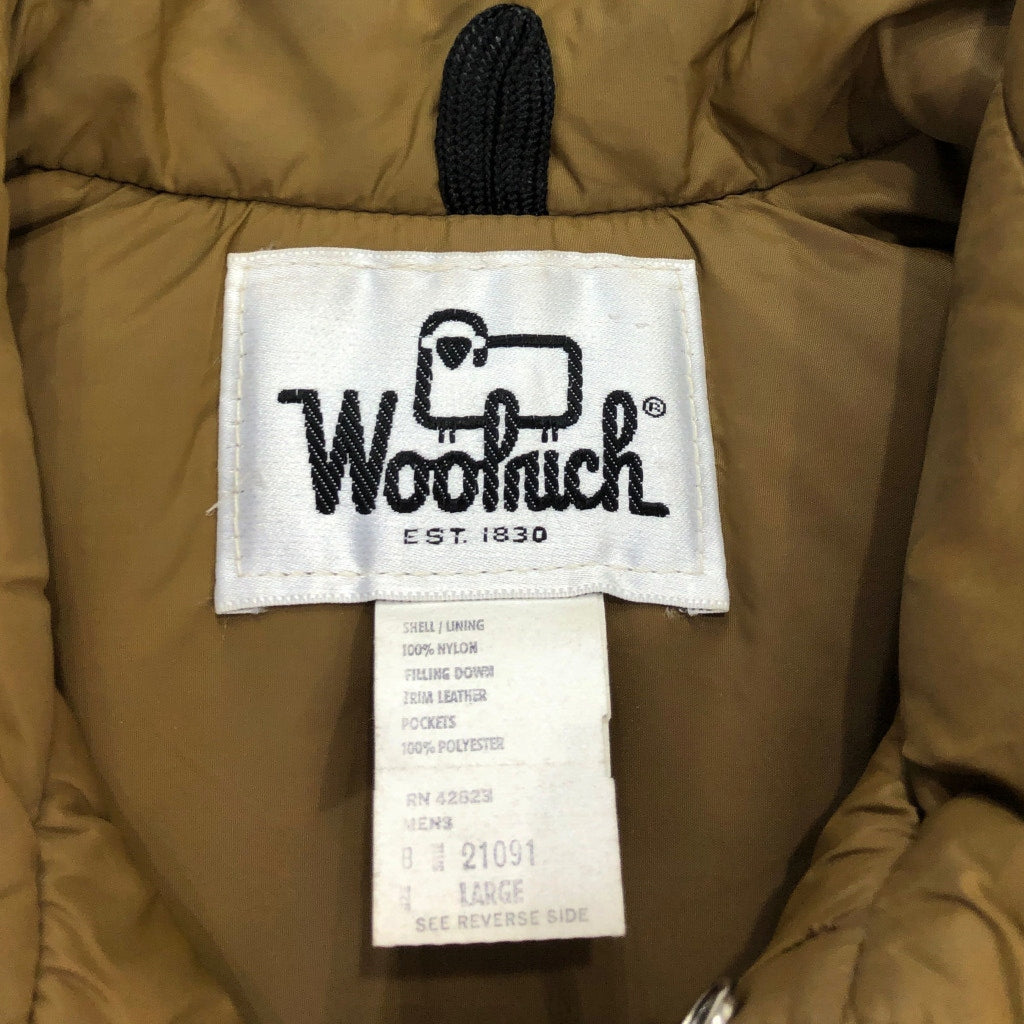 Woolrich®
EST. 1830
SHELL / LINING
100% NYLON
FILLING DOWN
TRIM LEATHER
POCKETS
100% POLYESTER
RN 42623
MENS
B 21091
LARGE
SEE REVERSE SIDE